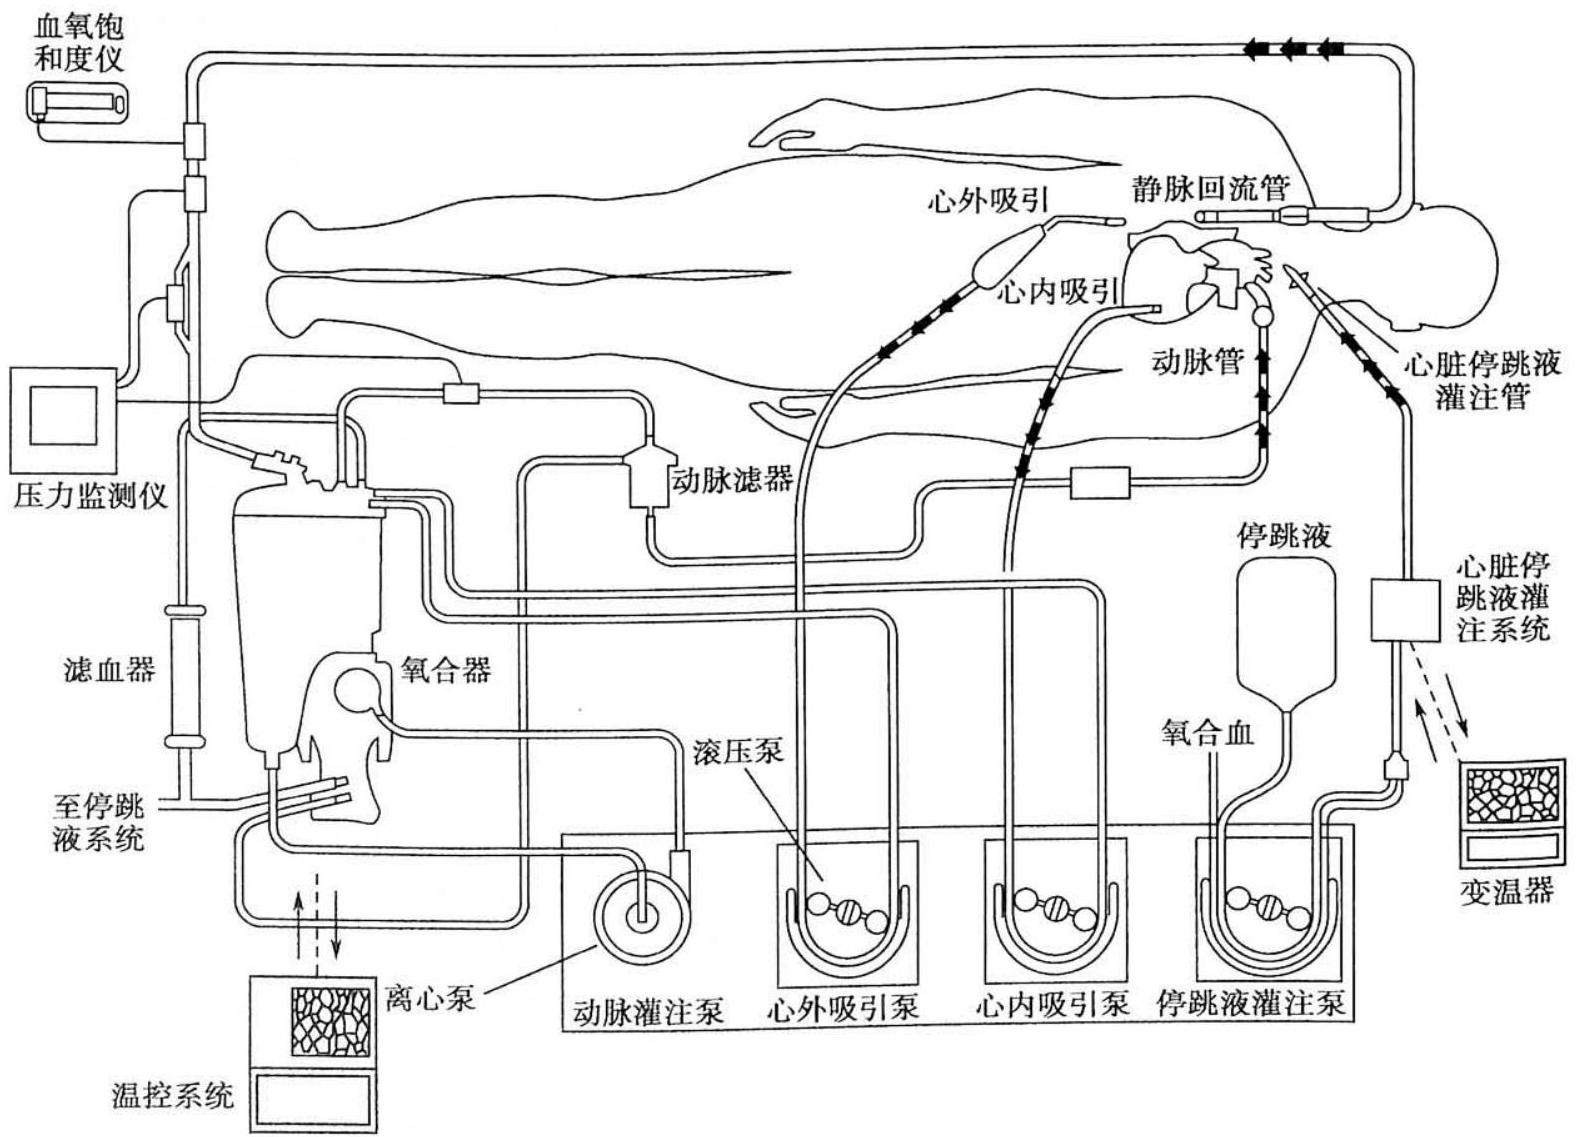 血氧饱
和度仪
静脉回流管
心外吸引
心内吸引
动脉管
心脏停跳液
灌注管
压力监测仪
动脉滤器
停跳液
心脏停
跳液灌
注系统
滤血器
氧合器
氧合血
滚压泵
至停跳
液系统
变温器
离心泵
动脉灌注泵
心外吸引泵
心内吸引泵
停跳液灌注泵
温控系统